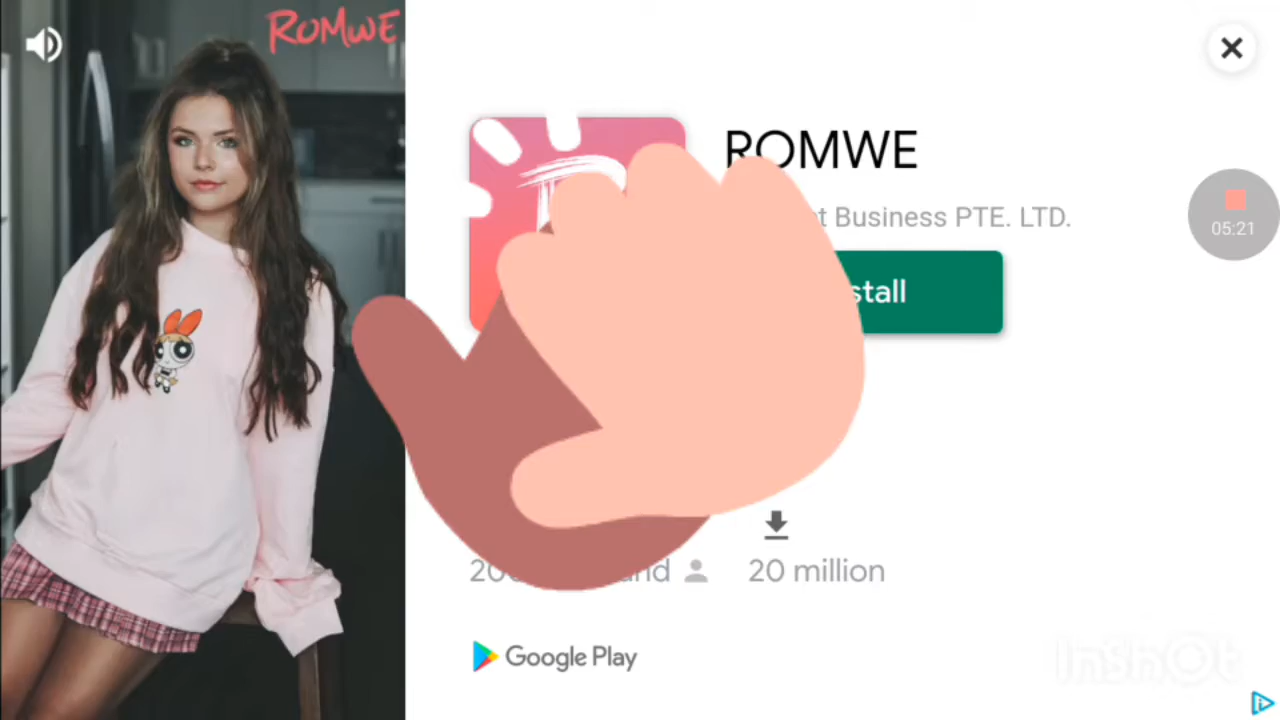 ROMWE
ROMWE
t Business PTE. LTD.
stall
05:21
20 million
Google Play
InShOt